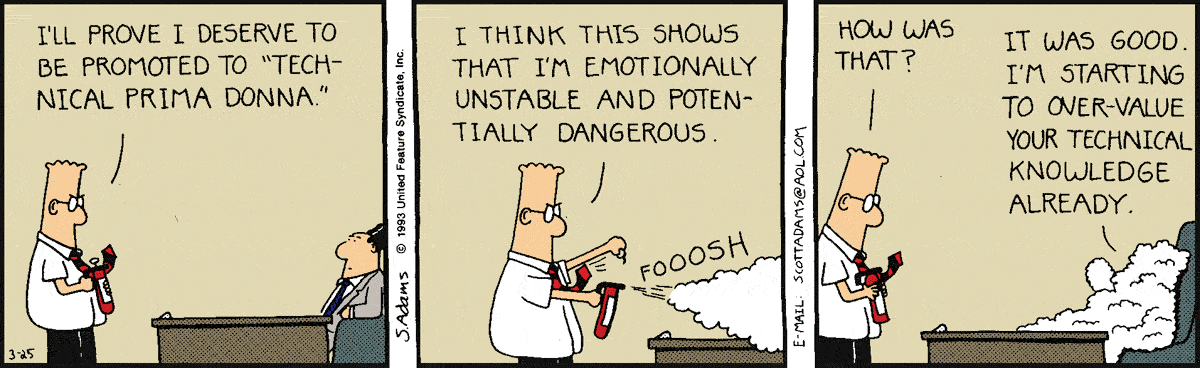 I'LL PROVE I DESERVE TO
BE PROMOTED TO "TECH-
NICAL PRIMA DONNA."
3-25
S.Adams
© 1993 United Feature Syndicate, Inc.
I THINK THIS SHOWS
THAT I'M EMOTIONALLY
UNSTABLE AND POTEN-
TIALLY DANGEROUS.
FOOOSH
E-MAIL: SCOTTADAMS@AOL.COM
HOW WAS
THAT?
IT WAS GOOD.
I'M STARTING
TO OVER-VALUE
YOUR TECHNICAL
KNOWLEDGE
ALREADY.